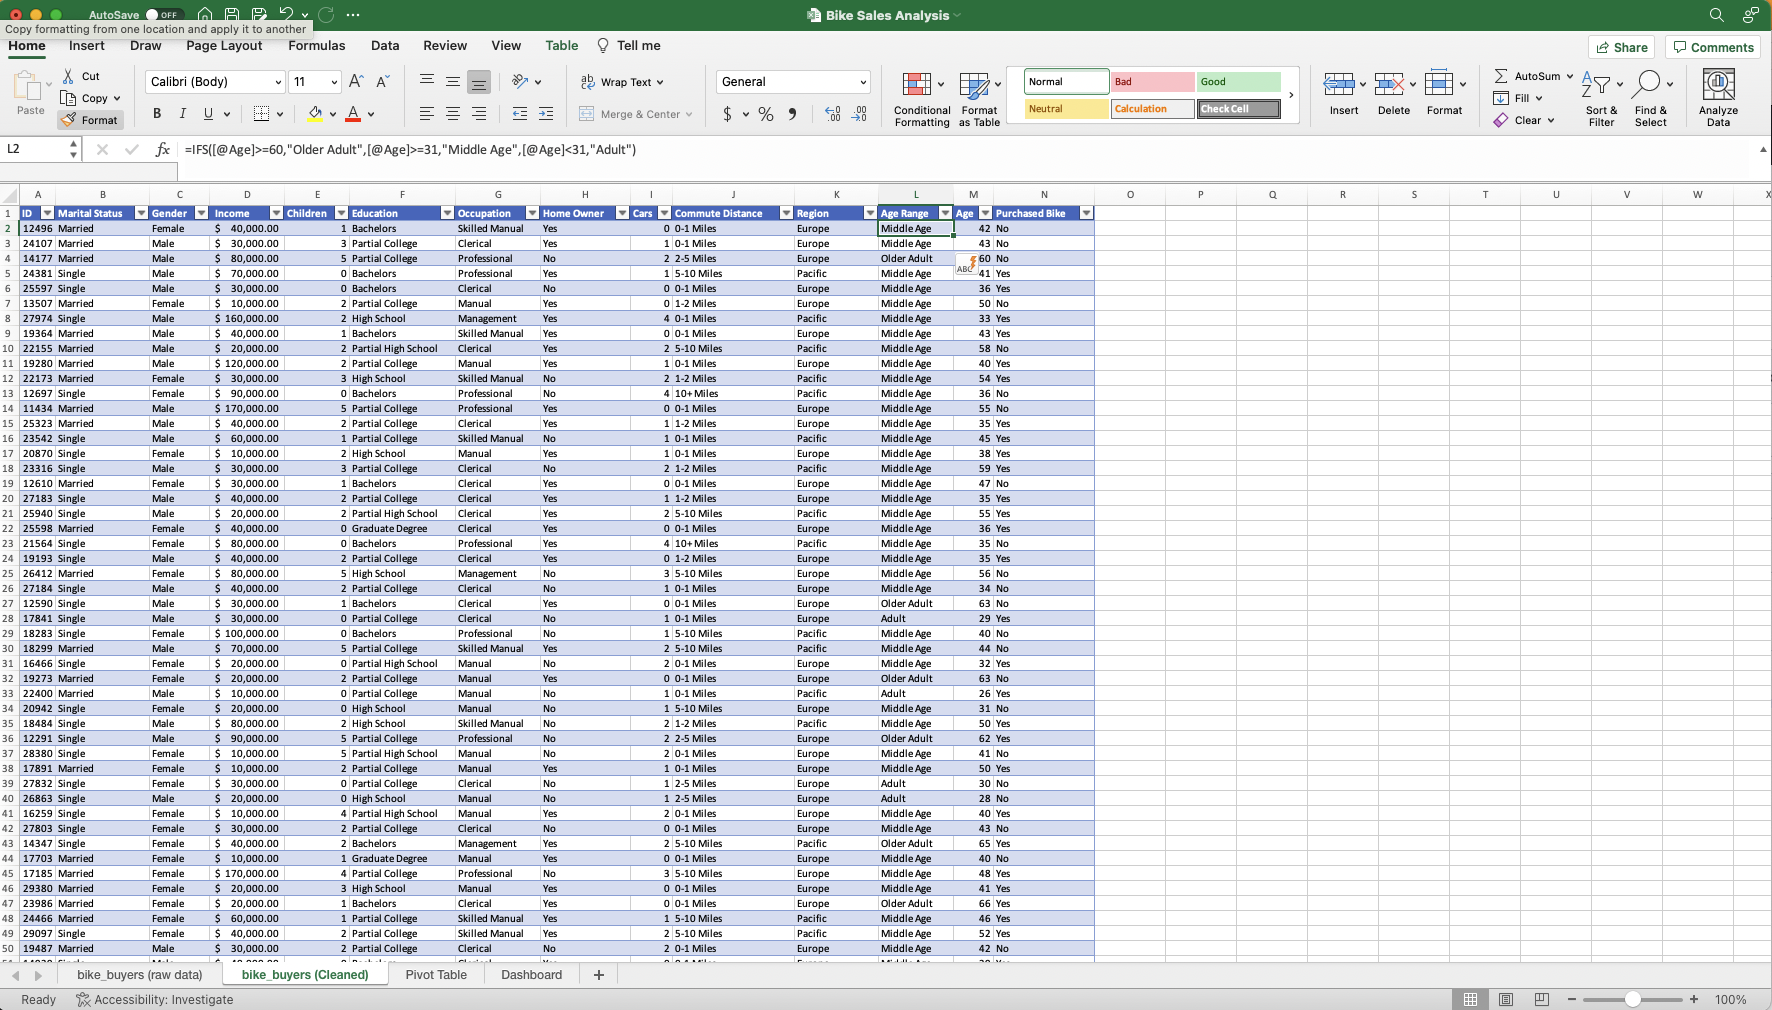 AutoSave OFF
Bike Sales Analysis
Copy formatting from one location and apply it to another
Home Insert Draw Page Layout Formulas Data Review View Table Tell me
Share Comments
Paste Cut Copy Format
Calibri (Body) 11
B I U
ab Wrap Text
Merge & Center
General
$ % 9
Conditional Formatting
Format as Table
Normal Bad Good
Neutral Calculation Check Cell
Insert Delete Format
AutoSum
Fill
Clear
Sort & Filter
Find & Select
Analyze Data
L2 fx =IFS([@Age]>=60,"Older Adult",[@Age]>=31,"Middle Age",[@Age]<31,"Adult")
A B C D E F G H I J K L M N O P Q R S T U V W X
1 ID Marital Status Gender Income Children Education Occupation Home Owner Cars Commute Distance Region Age Range Age Purchased Bike
2 12496 Married Female $ 40,000.00 1 Bachelors Skilled Manual Yes 0 0-1 Miles Europe Middle Age 42 No
3 24107 Married Male $ 30,000.00 3 Partial College Clerical Yes 1 0-1 Miles Europe Middle Age 43 No
4 14177 Married Male $ 80,000.00 5 Partial College Professional No 2 2-5 Miles Europe Older Adult 60 No
5 24381 Single Male $ 70,000.00 0 Bachelors Professional Yes 1 5-10 Miles Pacific Middle Age ABC 41 Yes
6 25597 Single Male $ 30,000.00 0 Bachelors Clerical No 0 0-1 Miles Europe Middle Age 36 Yes
7 13507 Married Female $ 10,000.00 2 Partial College Manual Yes 0 1-2 Miles Europe Middle Age 50 No
8 27974 Single Male $ 160,000.00 2 High School Management Yes 4 0-1 Miles Pacific Middle Age 33 Yes
9 19364 Married Male $ 40,000.00 1 Bachelors Skilled Manual Yes 0 0-1 Miles Europe Middle Age 43 Yes
10 22155 Married Male $ 20,000.00 2 Partial High School Clerical Yes 2 5-10 Miles Pacific Middle Age 58 No
11 19280 Married Male $ 120,000.00 2 Partial College Manual Yes 1 0-1 Miles Europe Middle Age 40 Yes
12 22173 Married Female $ 30,000.00 3 High School Skilled Manual No 2 1-2 Miles Pacific Middle Age 54 Yes
13 12697 Single Female $ 90,000.00 0 Bachelors Professional No 4 10+ Miles Pacific Middle Age 36 No
14 11434 Married Male $ 170,000.00 5 Partial College Professional Yes 0 0-1 Miles Europe Middle Age 55 No
15 25323 Married Male $ 40,000.00 2 Partial College Clerical Yes 1 1-2 Miles Europe Middle Age 35 Yes
16 23542 Single Male $ 60,000.00 1 Partial College Skilled Manual No 1 0-1 Miles Pacific Middle Age 45 Yes
17 20870 Single Female $ 10,000.00 2 High School Manual Yes 1 0-1 Miles Europe Middle Age 38 Yes
18 23316 Single Male $ 30,000.00 3 Partial College Clerical No 2 1-2 Miles Pacific Middle Age 59 Yes
19 12610 Married Female $ 30,000.00 1 Bachelors Clerical Yes 0 0-1 Miles Europe Middle Age 47 No
20 27183 Single Male $ 40,000.00 2 Partial College Clerical Yes 1 1-2 Miles Europe Middle Age 35 Yes
21 25940 Single Male $ 20,000.00 2 Partial High School Clerical Yes 2 5-10 Miles Pacific Middle Age 55 Yes
22 25598 Married Female $ 40,000.00 0 Graduate Degree Clerical Yes 0 0-1 Miles Europe Middle Age 36 Yes
23 21564 Single Female $ 80,000.00 0 Bachelors Professional Yes 4 10+ Miles Pacific Middle Age 35 No
24 19193 Single Male $ 40,000.00 2 Partial College Clerical Yes 0 1-2 Miles Europe Middle Age 35 Yes
25 26412 Married Female $ 80,000.00 5 High School Management No 3 5-10 Miles Europe Middle Age 56 No
26 27184 Single Male $ 40,000.00 2 Partial College Clerical No 1 0-1 Miles Europe Middle Age 34 No
27 12590 Single Male $ 30,000.00 1 Bachelors Clerical Yes 0 0-1 Miles Europe Older Adult 63 No
28 17841 Single Male $ 30,000.00 0 Partial College Clerical No 1 0-1 Miles Europe Adult 29 Yes
29 18283 Single Female $ 100,000.00 0 Bachelors Professional No 1 5-10 Miles Pacific Middle Age 40 No
30 18299 Married Male $ 70,000.00 5 Partial College Skilled Manual Yes 2 5-10 Miles Pacific Middle Age 44 No
31 16466 Single Female $ 20,000.00 0 Partial High School Manual No 2 0-1 Miles Europe Middle Age 32 Yes
32 19273 Married Female $ 20,000.00 2 Partial College Manual Yes 0 0-1 Miles Europe Older Adult 63 No
33 22400 Married Male $ 10,000.00 0 Partial College Manual No 1 0-1 Miles Pacific Adult 26 Yes
34 20942 Single Female $ 20,000.00 0 High School Manual No 1 5-10 Miles Europe Middle Age 31 No
35 18484 Single Male $ 80,000.00 2 High School Skilled Manual No 2 1-2 Miles Pacific Middle Age 50 Yes
36 12291 Single Male $ 90,000.00 5 Partial College Professional No 2 2-5 Miles Europe Older Adult 62 Yes
37 28380 Single Female $ 10,000.00 5 Partial High School Manual No 2 0-1 Miles Europe Middle Age 41 No
38 17891 Married Female $ 10,000.00 2 Partial College Manual Yes 1 0-1 Miles Europe Middle Age 50 Yes
39 27832 Single Female $ 30,000.00 0 Partial College Clerical No 1 2-5 Miles Europe Adult 30 No
40 26863 Single Male $ 20,000.00 0 High School Manual No 1 2-5 Miles Europe Adult 28 No
41 16259 Single Female $ 10,000.00 4 Partial High School Manual Yes 2 0-1 Miles Europe Middle Age 40 Yes
42 27803 Single Female $ 30,000.00 2 Partial College Clerical No 0 0-1 Miles Europe Middle Age 43 No
43 14347 Single Female $ 40,000.00 2 Bachelors Management Yes 2 5-10 Miles Pacific Older Adult 65 Yes
44 17703 Married Female $ 10,000.00 1 Graduate Degree Manual Yes 0 0-1 Miles Europe Middle Age 40 No
45 17185 Married Female $ 170,000.00 4 Partial College Professional No 3 5-10 Miles Europe Middle Age 48 Yes
46 29380 Married Female $ 20,000.00 3 High School Manual Yes 0 0-1 Miles Europe Middle Age 41 Yes
47 23986 Married Female $ 20,000.00 1 Bachelors Clerical Yes 0 0-1 Miles Europe Older Adult 66 Yes
48 24466 Married Female $ 60,000.00 1 Partial College Skilled Manual Yes 1 5-10 Miles Pacific Middle Age 46 Yes
49 29097 Single Female $ 40,000.00 2 Partial College Skilled Manual Yes 2 5-10 Miles Pacific Middle Age 52 Yes
50 19487 Married Male $ 30,000.00 2 Partial College Clerical No 2 0-1 Miles Europe Middle Age 42 No
bike_buyers (raw data) bike_buyers (Cleaned) Pivot Table Dashboard +
Ready Accessibility: Investigate 100%